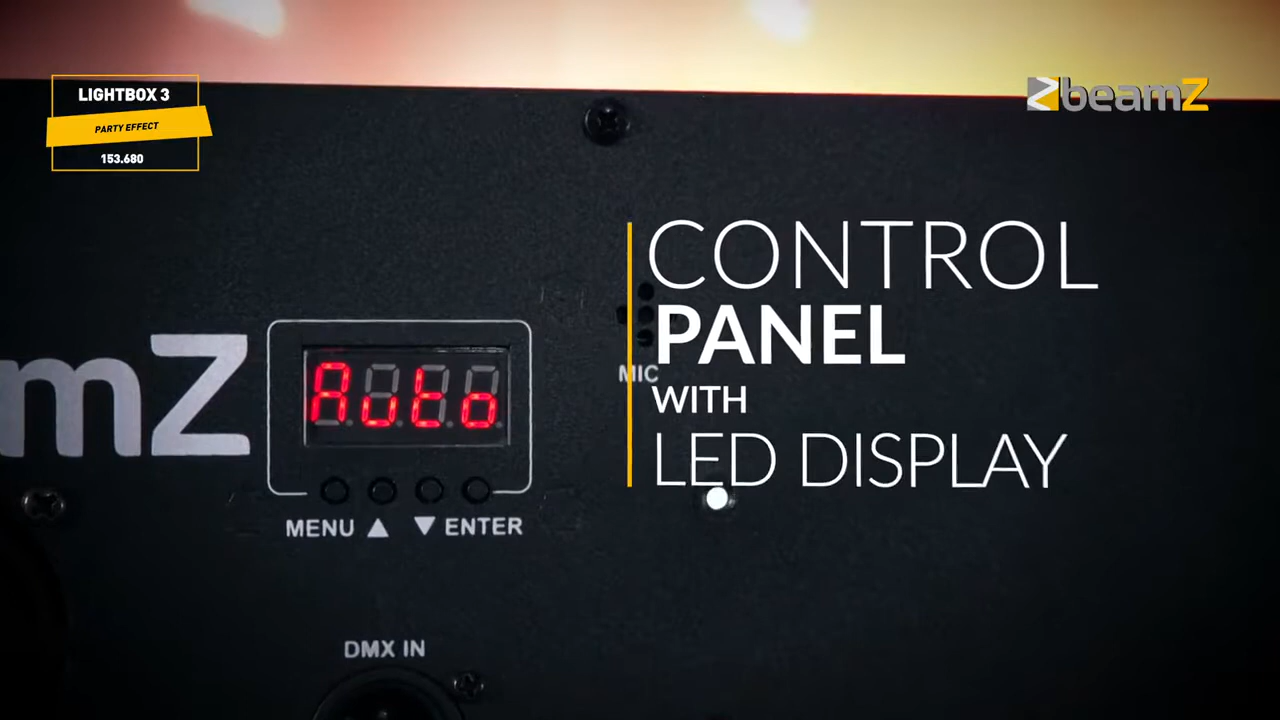 LIGHTBOX 3
PARTY EFFECT
153.680
beamZ
CONTROL
PANEL
WITH
LED DISPLAY
mZ
Auto
MIC
MENU ▲ ▼ ENTER
DMX IN